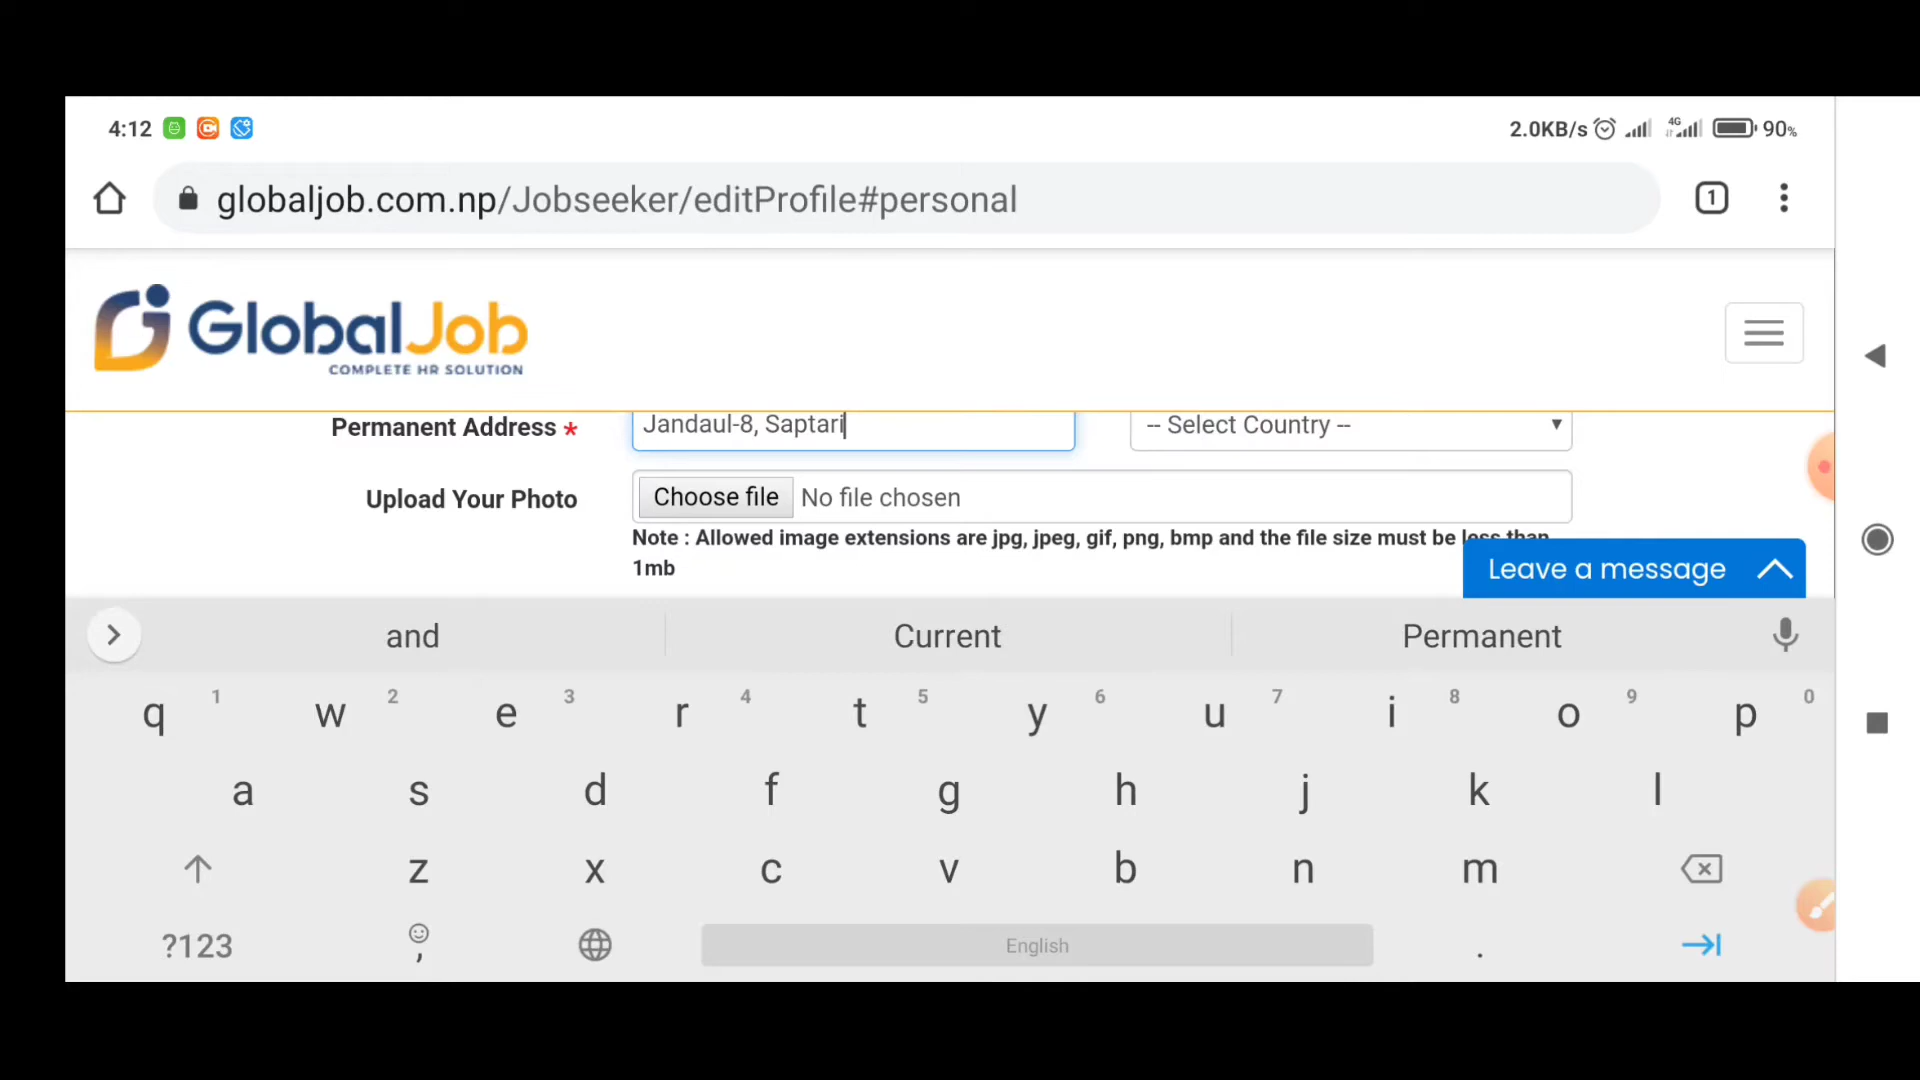 4:12
2.0KB/s 4G 90%
globaljob.com.np/Jobseeker/editProfile#personal
1
GlobalJob
COMPLETE HR SOLUTION
Permanent Address * Jandaul-8, Saptari -- Select Country --
Upload Your Photo Choose file No file chosen
Note : Allowed image extensions are jpg, jpeg, gif, png, bmp and the file size must be less than
1mb
Leave a message
and Current Permanent
q 1 w 2 e 3 r 4 t 5 y 6 u 7 i 8 o 9 p 0
a s d f g h j k l
z x c v b n m
?123 , English .